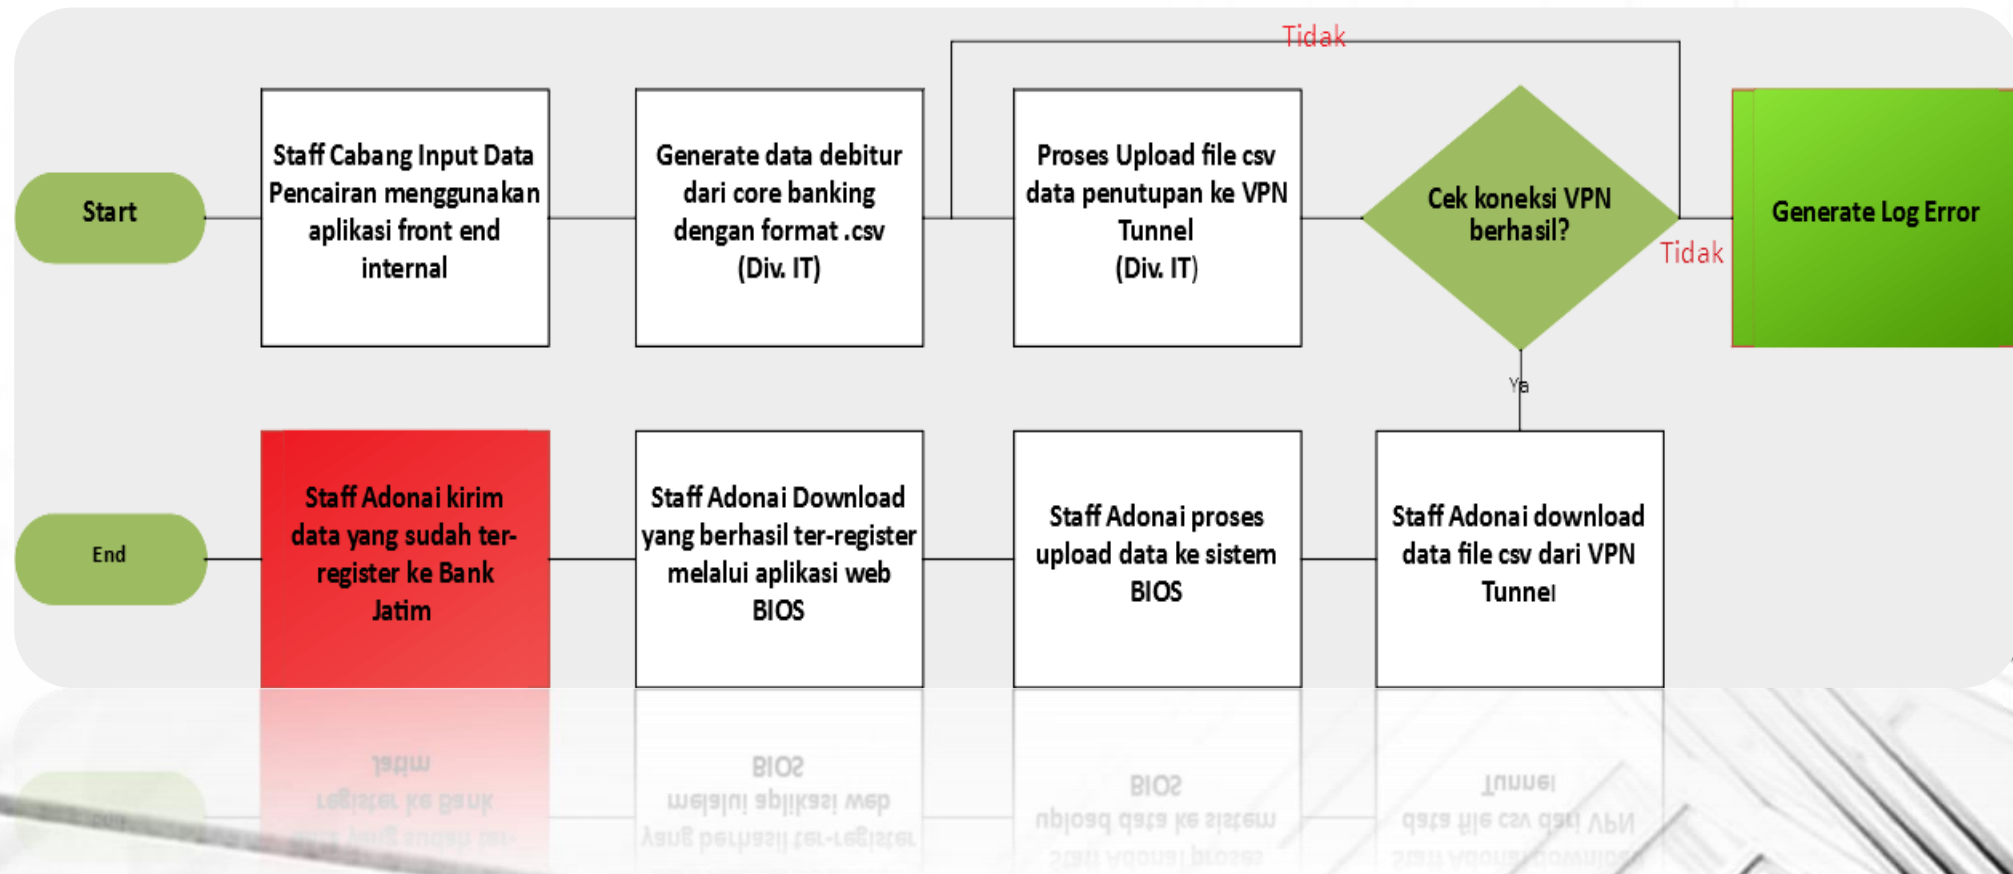 Tidak
Start
Staff Cabang Input Data
Pencairan menggunakan
aplikasi front end
internal
Generate data debitur
dari core banking
dengan format .csv
(Div. IT)
Proses Upload file csv
data penutupan ke VPN
Tunnel
(Div. IT)
Cek koneksi VPN
berhasil?
Tidak
Generate Log Error
Ya
Staff Adonai download
data file csv dari VPN
Tunnel
Staff Adonai proses
upload data ke sistem
BIOS
Staff Adonai Download
yang berhasil ter-register
melalui aplikasi web
BIOS
Staff Adonai kirim
data yang sudah ter-
register ke Bank
Jatim
End